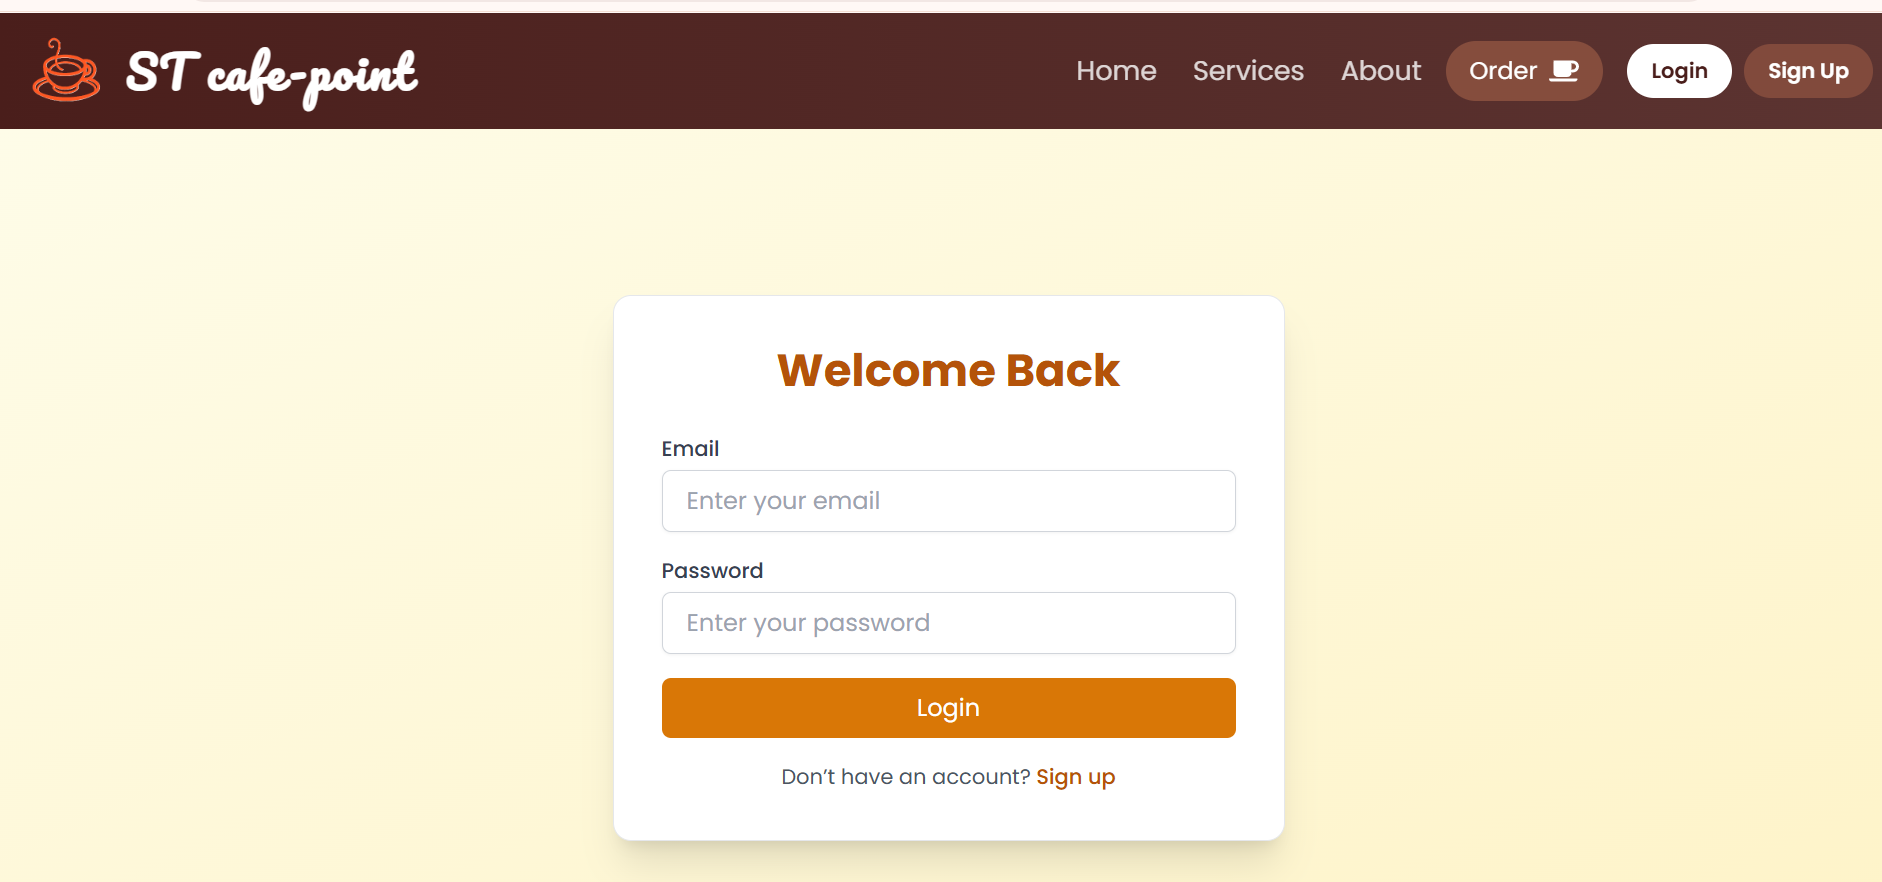 ST cafe-point
Home Services About Order Login Sign Up
Welcome Back
Email
Enter your email
Password
Enter your password
Login
Don’t have an account? Sign up